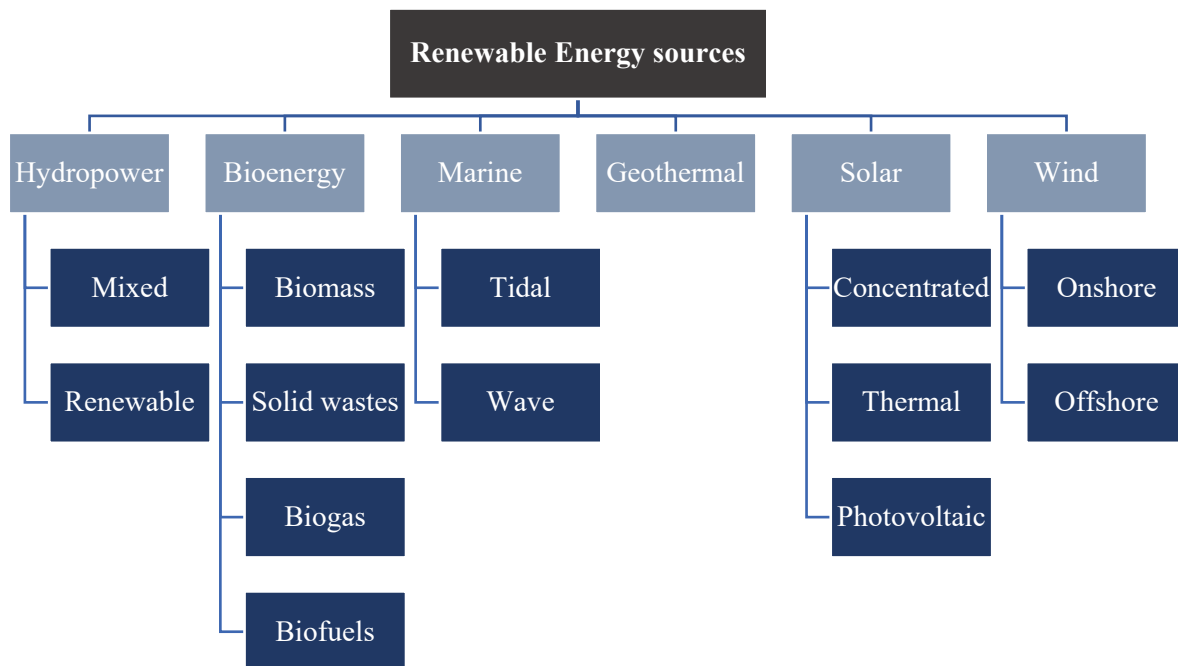 Renewable Energy sources
Hydropower
Bioenergy
Marine
Geothermal
Solar
Wind
Mixed
Biomass
Tidal
Concentrated
Onshore
Renewable
Solid wastes
Wave
Thermal
Offshore
Biogas
Photovoltaic
Biofuels